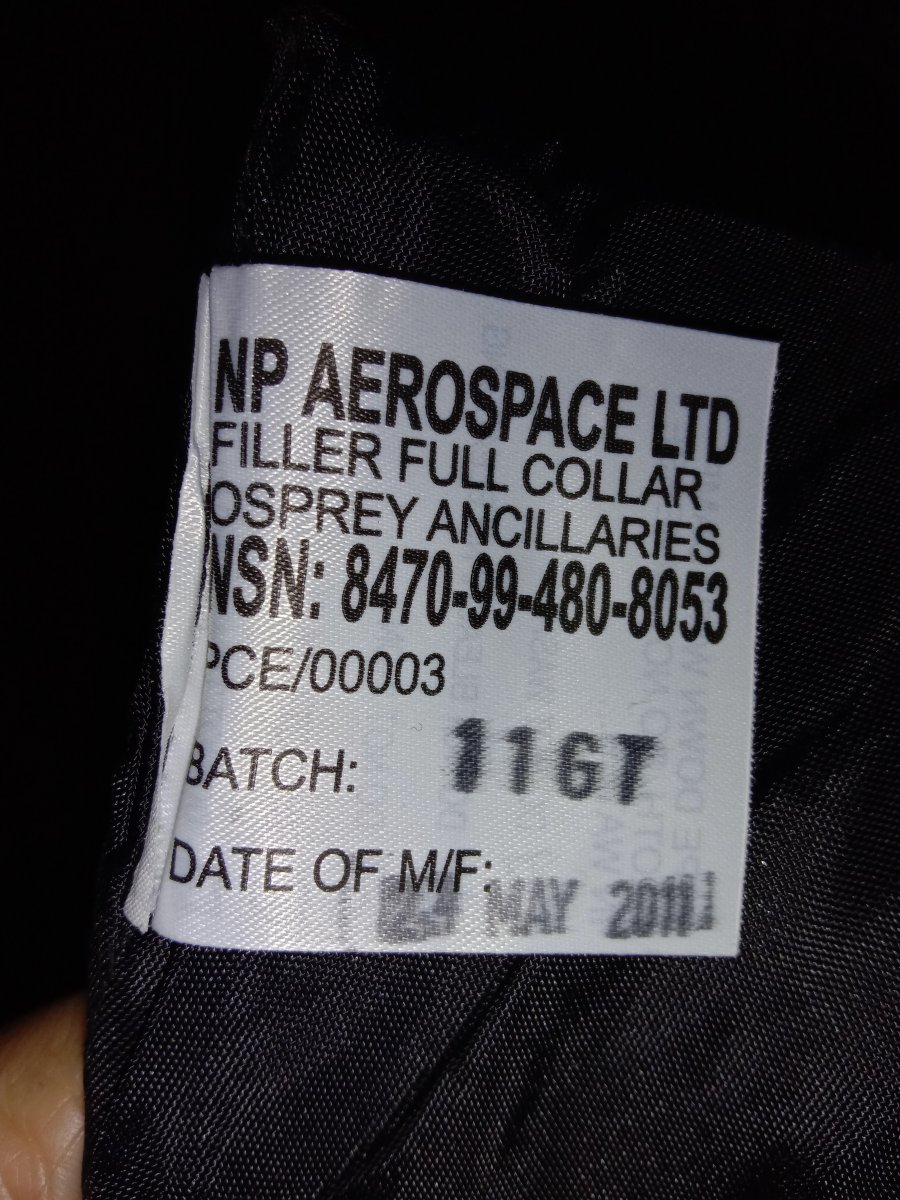 NP AEROSPACE LTD
FILLER FULL COLLAR
OSPREY ANCILLARIES
NSN: 8470-99-480-8053
PCE/00003
BATCH: 11GT
DATE OF M/F: MAY 2011